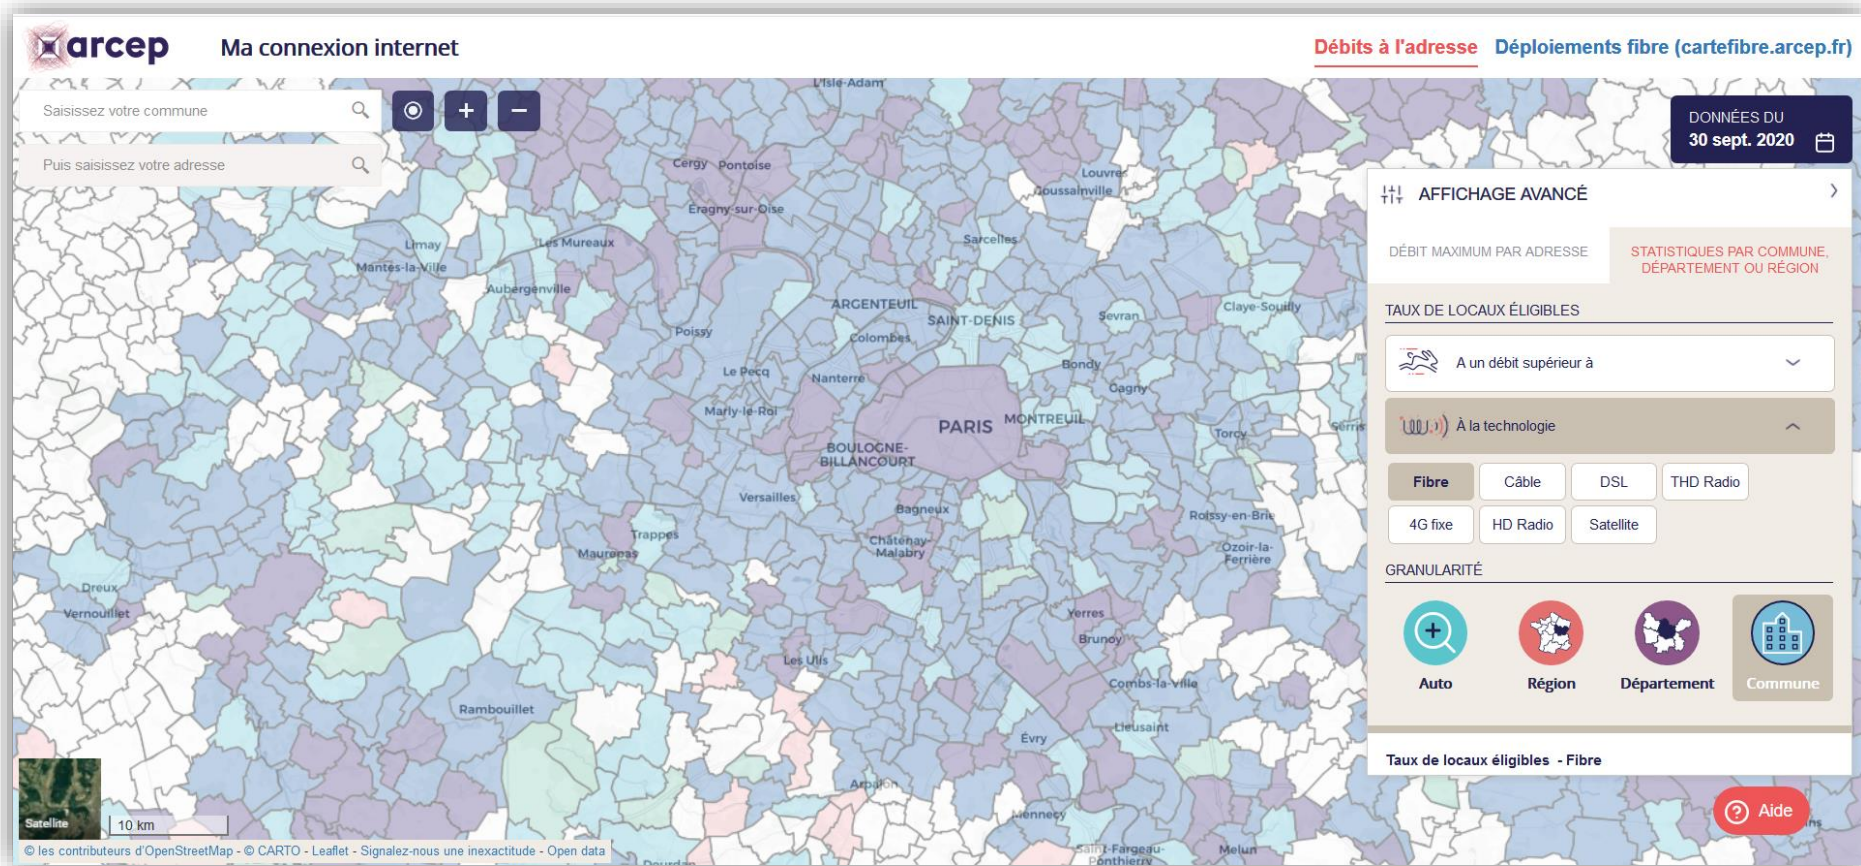 arcep
Ma connexion internet
Débits à l'adresse
Déploiements fibre (cartefibre.arcep.fr)
Saisissez votre commune
Puis saisissez votre adresse
+
−
DONNÉES DU
30 sept. 2020
AFFICHAGE AVANCÉ
DÉBIT MAXIMUM PAR ADRESSE
STATISTIQUES PAR COMMUNE,
DÉPARTEMENT OU RÉGION
TAUX DE LOCAUX ÉLIGIBLES
A un débit supérieur à
À la technologie
Fibre
Câble
DSL
THD Radio
4G fixe
HD Radio
Satellite
GRANULARITÉ
Auto
Région
Département
Commune
Taux de locaux éligibles - Fibre
Aide
L'Isle-Adam
Cergy
Pontoise
Louvres
Goussainville
Éragny-sur-Oise
Sarcelles
Limay
Les Mureaux
Mantes-la-Ville
Aubergenville
ARGENTEUIL
SAINT-DENIS
Sevran
Claye-Souilly
Poissy
Colombes
Le Pecq
Nanterre
Bondy
Gagny
Marly-le-Roi
PARIS
MONTREUIL
Torcy
Serris
BOULOGNE-
BILLANCOURT
Versailles
Bagneux
Roissy-en-Brie
Trappes
Maurepas
Châtenay-
Malabry
Ozoir-la-
Ferrière
Dreux
Vernouillet
Yerres
Brunoy
Les Ulis
Combs-la-Ville
Rambouillet
Lieusaint
Évry
Arpajon
Mennecy
Saint-Fargeau-
Ponthierry
Melun
Dourdan
Satellite
10 km
© les contributeurs d'OpenStreetMap - © CARTO - Leaflet - Signalez-nous une inexactitude - Open data